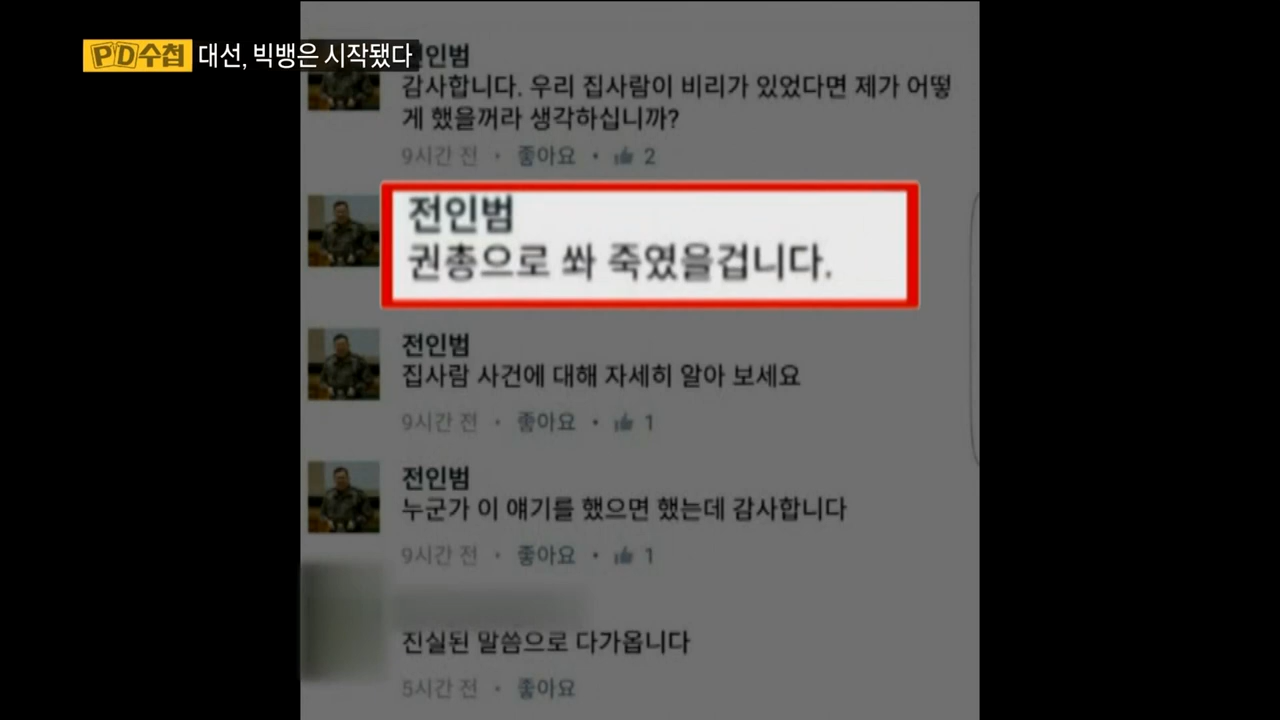 PD수첩 대선, 빅뱅은 시작됐다
전인범
감사합니다. 우리 집사람이 비리가 있었다면 제가 어떻
게 했을꺼라 생각하십니까?
9시간 전 · 좋아요 · 2
전인범
권총으로 쏴 죽였을겁니다.
전인범
집사람 사건에 대해 자세히 알아 보세요
9시간 전 · 좋아요 · 1
전인범
누군가 이 얘기를 했으면 했는데 감사합니다
9시간 전 · 좋아요 · 1
진실된 말씀으로 다가옵니다
5시간 전 · 좋아요